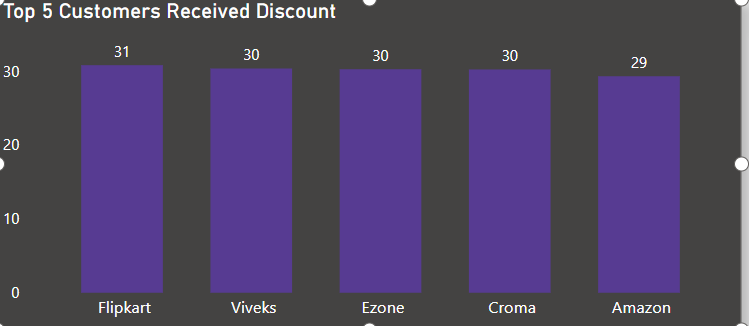 Top 5 Customers Received Discount
31
30
30
30
29
30
20
10
0
Flipkart
Viveks
Ezone
Croma
Amazon